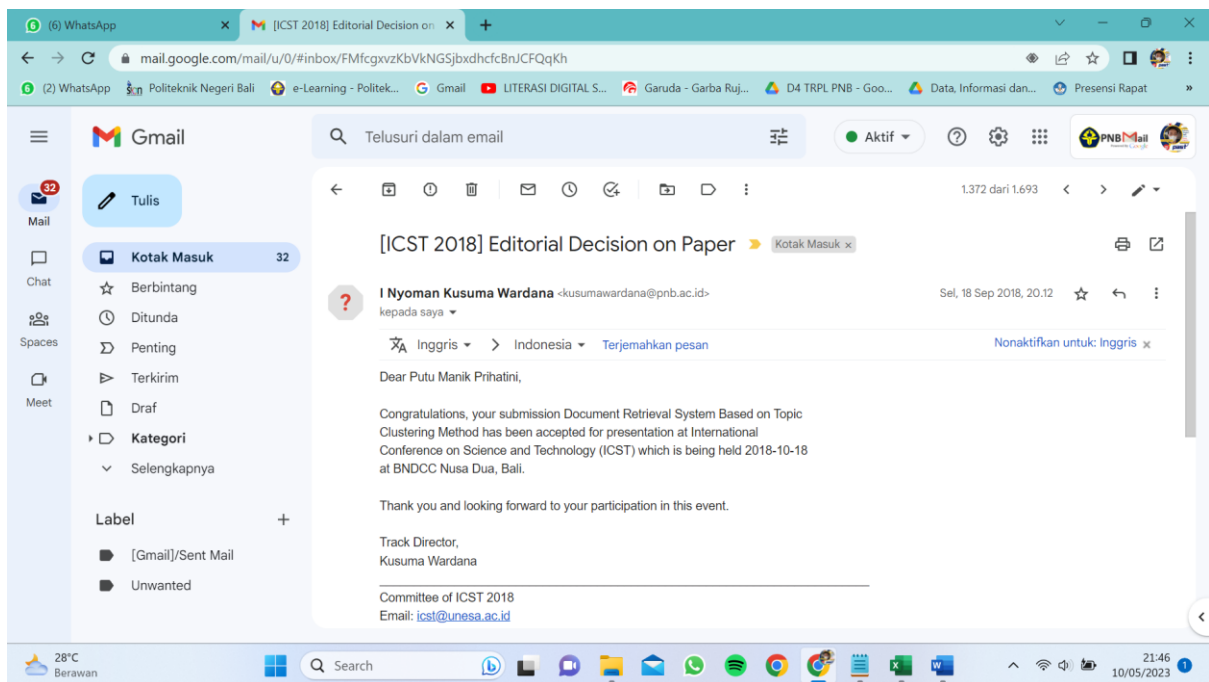 (6) WhatsApp
[ICST 2018] Editorial Decision on
mail.google.com/mail/u/0/#inbox/FMfcgxvzKbVkNGSjbxdhcfcBnJCFQqKh
(2) WhatsApp Politeknik Negeri Bali e-Learning - Politek... Gmail LITERASI DIGITAL S... Garuda - Garba Ruj... D4 TRPL PNB - Goo... Data, Informasi dan... Presensi Rapat »
Gmail
Telusuri dalam email
Aktif
PNBMail
32
Mail
Chat
Spaces
Meet
Tulis
Kotak Masuk 32
Berbintang
Ditunda
Penting
Terkirim
Draf
Kategori
Selengkapnya
Label +
[Gmail]/Sent Mail
Unwanted
1.372 dari 1.693
[ICST 2018] Editorial Decision on Paper Kotak Masuk ×
I Nyoman Kusuma Wardana <kusumawardana@pnb.ac.id> Sel, 18 Sep 2018, 20.12
kepada saya
Inggris > Indonesia Terjemahkan pesan Nonaktifkan untuk: Inggris ×
Dear Putu Manik Prihatini,
Congratulations, your submission Document Retrieval System Based on Topic
Clustering Method has been accepted for presentation at International
Conference on Science and Technology (ICST) which is being held 2018-10-18
at BNDCC Nusa Dua, Bali.
Thank you and looking forward to your participation in this event.
Track Director,
Kusuma Wardana
Committee of ICST 2018
Email: icst@unesa.ac.id
28°C
Berawan
Search
21:46
10/05/2023
1